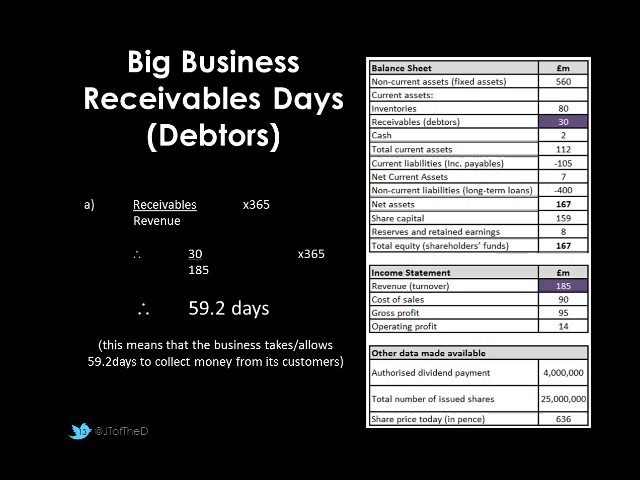 Big Business
Receivables Days
(Debtors)
a) Receivables x365
Revenue
∴ 30 x365
185
∴ 59.2 days
(this means that the business takes/allows
59.2days to collect money from its customers)
@JTofTheD
Balance Sheet £m
Non-current assets (fixed assets) 560
Current assets:
Inventories 80
Receivables (debtors) 30
Cash 2
Total current assets 112
Current liabilities (Inc. payables) -105
Net Current Assets 7
Non-current liabilities (long-term loans) -400
Net assets 167
Share capital 159
Reserves and retained earnings 8
Total equity (shareholders' funds) 167
Income Statement £m
Revenue (turnover) 185
Cost of sales 90
Gross profit 95
Operating profit 14
Other data made available
Authorised dividend payment 4,000,000
Total number of issued shares 25,000,000
Share price today (in pence) 636